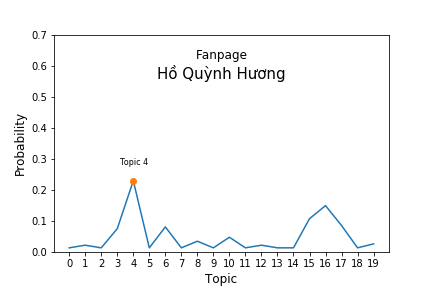 Fanpage
Hồ Quỳnh Hương
0.7
0.6
0.5
0.4
0.3
0.2
0.1
0.0
Probability
Topic 4
0 1 2 3 4 5 6 7 8 9 10 11 12 13 14 15 16 17 18 19
Topic